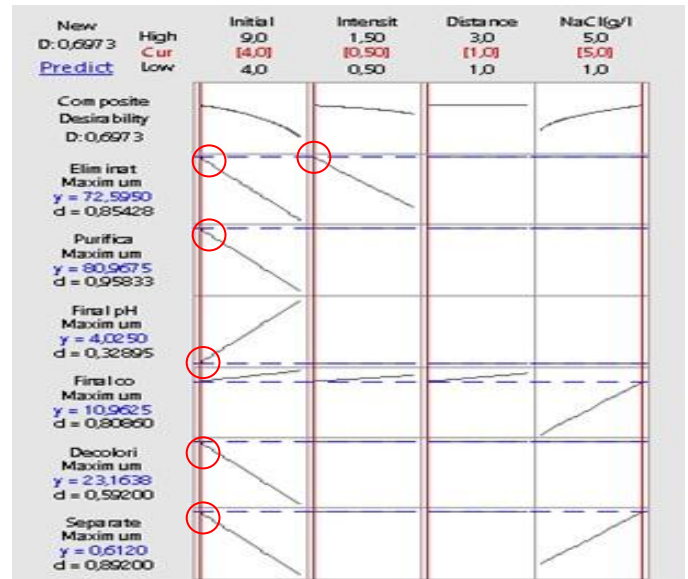 New
D: 0,6973
Predict
High
Cur
Low
Initial
9,0
[4,0]
4,0
Intensit
1,50
[0,50]
0,50
Distance
3,0
[1,0]
1,0
NaCl(g/l
5,0
[5,0]
1,0
Composite
Desirability
D: 0,6973
Eliminat
Maximum
y = 72,5950
d = 0,85428
Purifica
Maximum
y = 80,9675
d = 0,95833
Final pH
Maximum
y = 4,0250
d = 0,32895
Final co
Maximum
y = 10,9625
d = 0,80860
Decolori
Maximum
y = 23,1638
d = 0,59200
Separate
Maximum
y = 0,6120
d = 0,89200